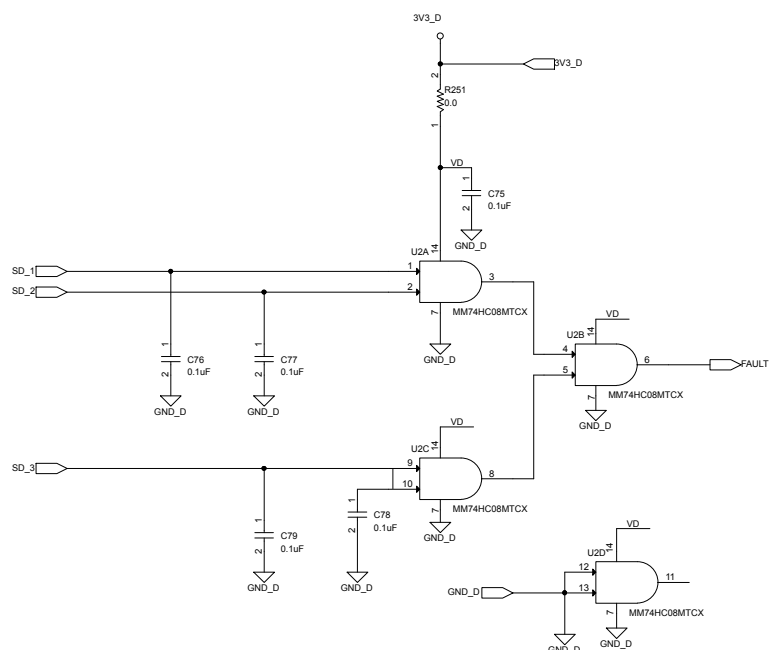 3V3_D
3V3_D
2
R251
0.0
1
VD
1
C75
0.1uF
2
GND_D
14
U2A
SD_1
1
3
SD_2
2
MM74HC08MTCX
7
GND_D
VD
14
U2B
4
6
FAULT
5
MM74HC08MTCX
7
GND_D
1
C76
0.1uF
2
GND_D
1
C77
0.1uF
2
GND_D
VD
14
U2C
SD_3
9
8
10
MM74HC08MTCX
7
GND_D
1
C78
0.1uF
2
GND_D
1
C79
0.1uF
2
GND_D
VD
14
U2D
12
11
GND_D
13
MM74HC08MTCX
7
GND_D
GND_D